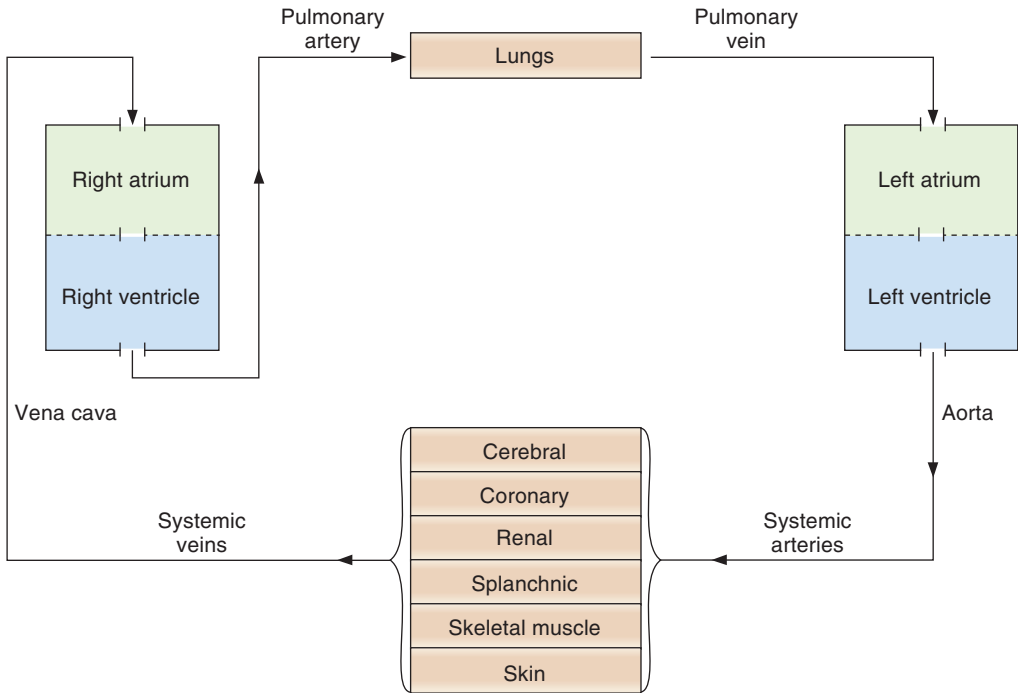 Pulmonary
artery
Lungs
Pulmonary
vein
Right atrium
Left atrium
Right ventricle
Left ventricle
Vena cava
Aorta
Cerebral
Coronary
Renal
Splanchnic
Skeletal muscle
Skin
Systemic
veins
Systemic
arteries